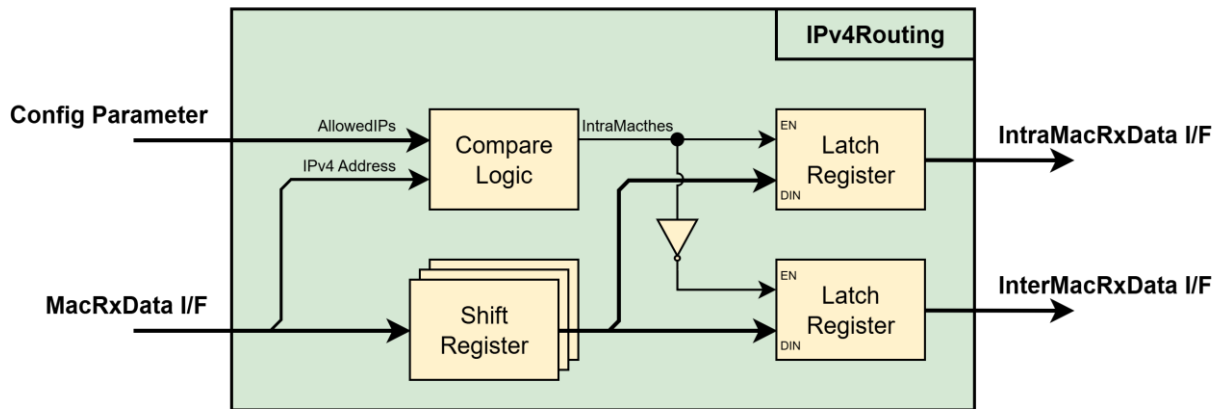 IPv4Routing
Config Parameter
AllowedIPs
IPv4 Address
Compare
Logic
IntraMacthes
EN
Latch
Register
DIN
IntraMacRxData I/F
MacRxData I/F
Shift
Register
EN
Latch
Register
DIN
InterMacRxData I/F